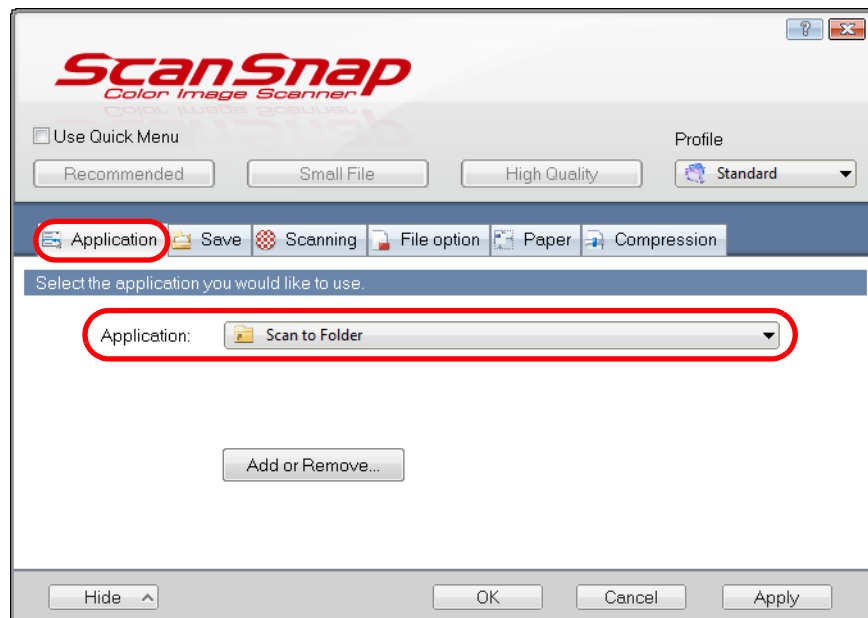 ScanSnap
Color Image Scanner
Use Quick Menu
Profile
Recommended Small File High Quality Standard
Application Save Scanning File option Paper Compression
Select the application you would like to use.
Application: Scan to Folder
Add or Remove...
Hide OK Cancel Apply